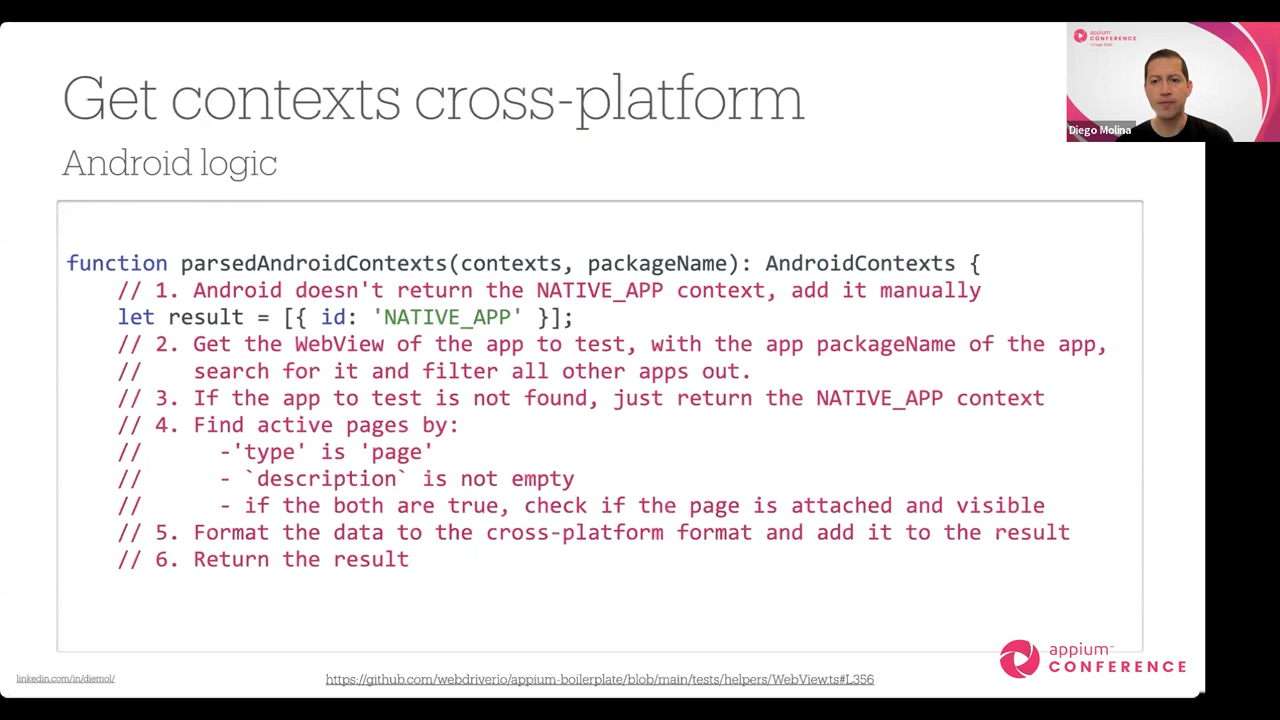 Get contexts cross-platform
Android logic
appium
CONFERENCE
Diego Molina
function parsedAndroidContexts(contexts, packageName): AndroidContexts {
// 1. Android doesn't return the NATIVE_APP context, add it manually
let result = [{ id: 'NATIVE_APP' }];
// 2. Get the WebView of the app to test, with the app packageName of the app,
// search for it and filter all other apps out.
// 3. If the app to test is not found, just return the NATIVE_APP context
// 4. Find active pages by:
// -'type' is 'page'
// - `description` is not empty
// - if the both are true, check if the page is attached and visible
// 5. Format the data to the cross-platform format and add it to the result
// 6. Return the result
appium™
CONFERENCE
linkedin.com/in/diemol/
https://github.com/webdriverio/appium-boilerplate/blob/main/tests/helpers/WebView.ts#L356